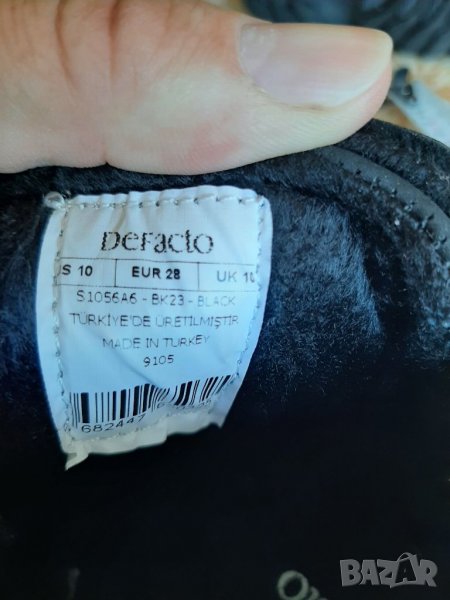 DeFacto
US 10 EUR 28 UK 10
S1056A6 - BK23 - BLACK
TÜRKİYE'DE ÜRETİLMİŞTİR
MADE IN TURKEY
9105
682447
BAZAR